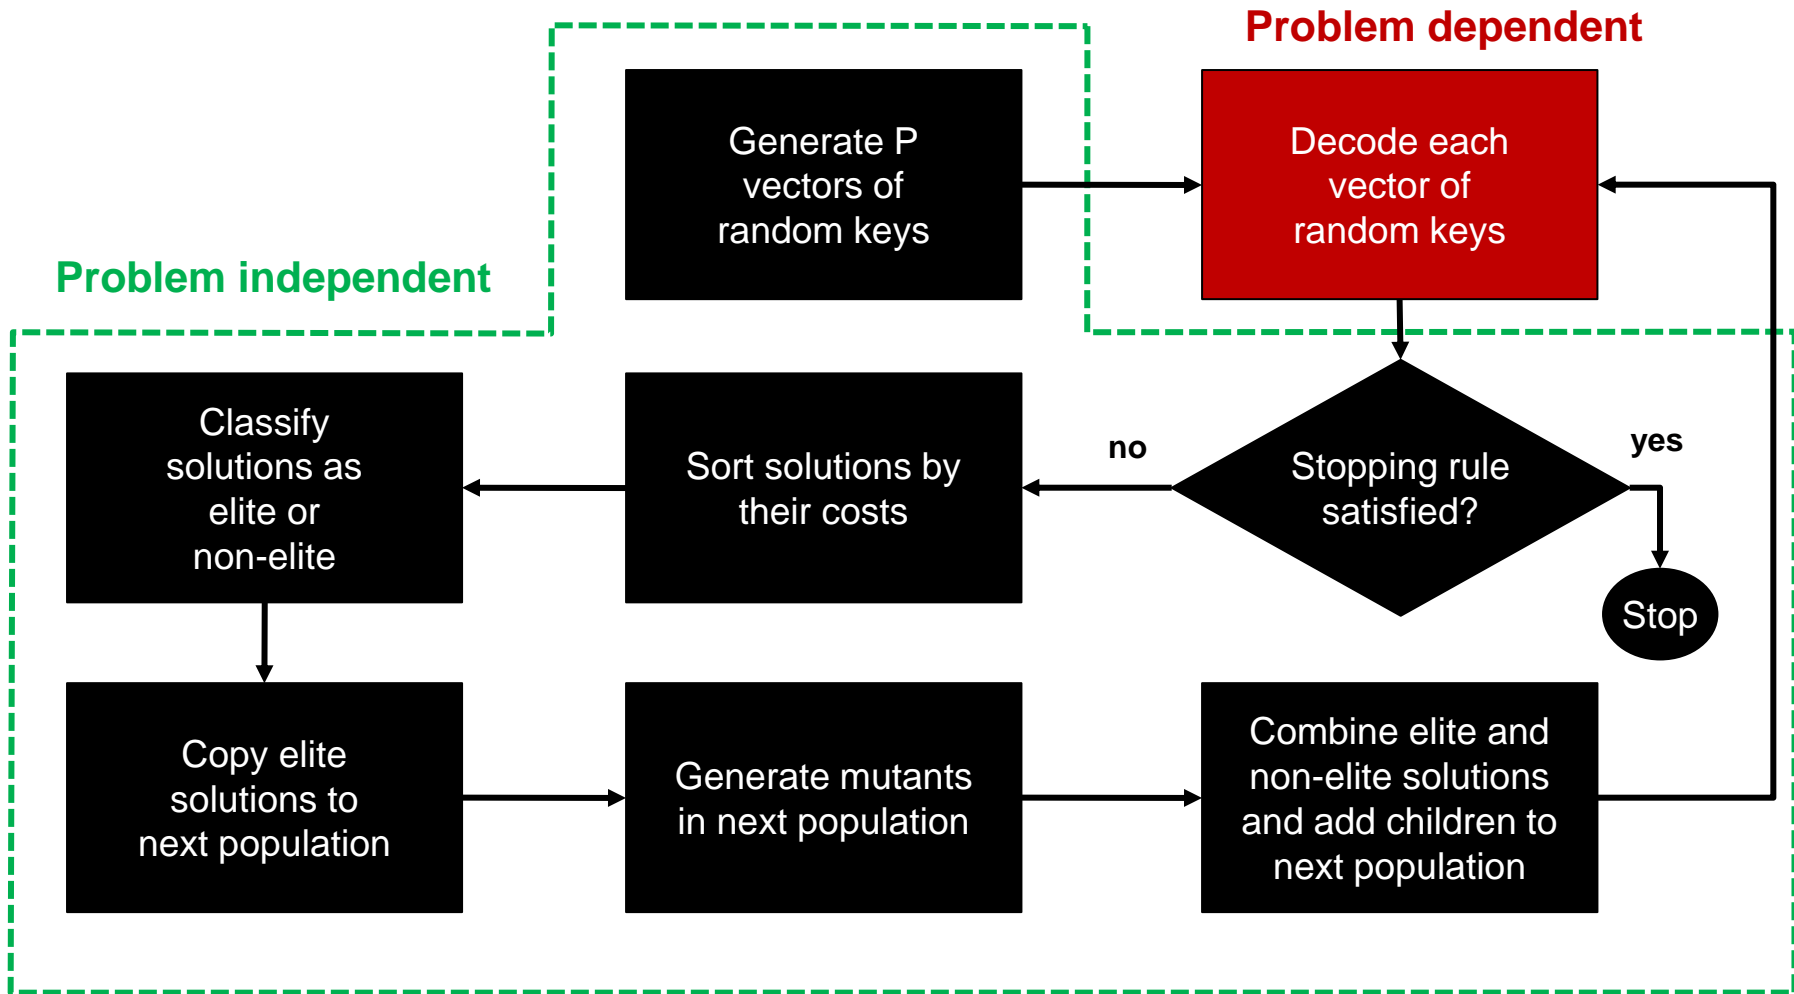 Problem dependent
Generate P
vectors of
random keys
Decode each
vector of
random keys
Problem independent
Classify
solutions as
elite or
non-elite
Sort solutions by
their costs
no
Stopping rule
satisfied?
yes
Stop
Copy elite
solutions to
next population
Generate mutants
in next population
Combine elite and
non-elite solutions
and add children to
next population